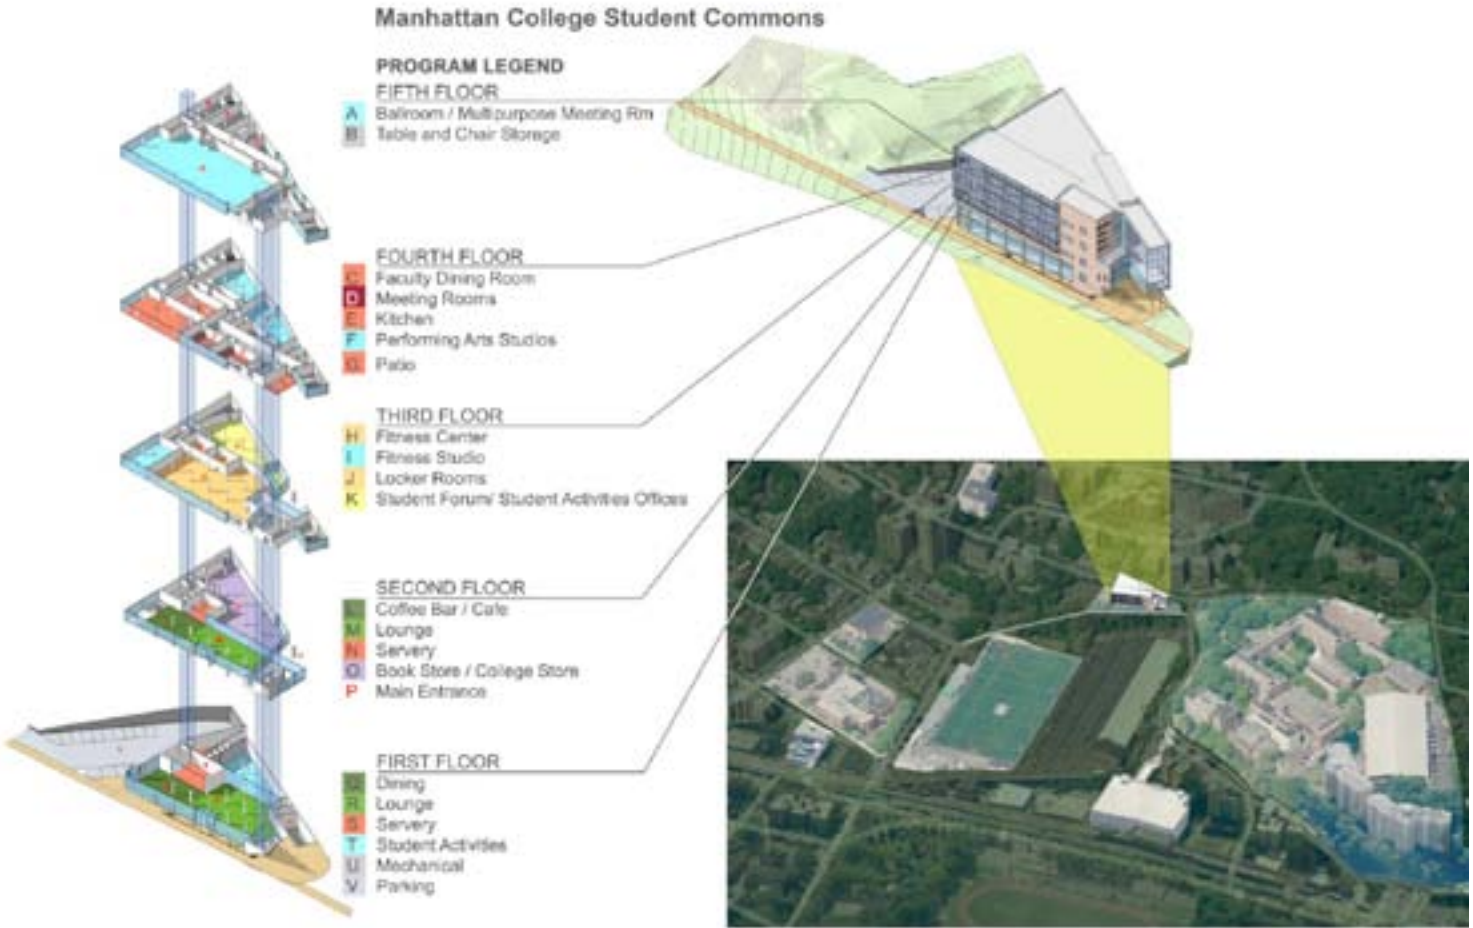 Manhattan College Student Commons
PROGRAM LEGEND
FIFTH FLOOR
A Ballroom / Multipurpose Meeting Rm
B Table and Chair Storage
FOURTH FLOOR
C Faculty Dining Room
D Meeting Rooms
E Kitchen
F Performing Arts Studios
G Patio
THIRD FLOOR
H Fitness Center
I Fitness Studio
J Locker Rooms
K Student Forum/ Student Activities Offices
SECOND FLOOR
L Coffee Bar / Cafe
M Lounge
N Servery
O Book Store / College Store
P Main Entrance
FIRST FLOOR
Q Dining
R Lounge
S Servery
T Student Activities
U Mechanical
V Parking